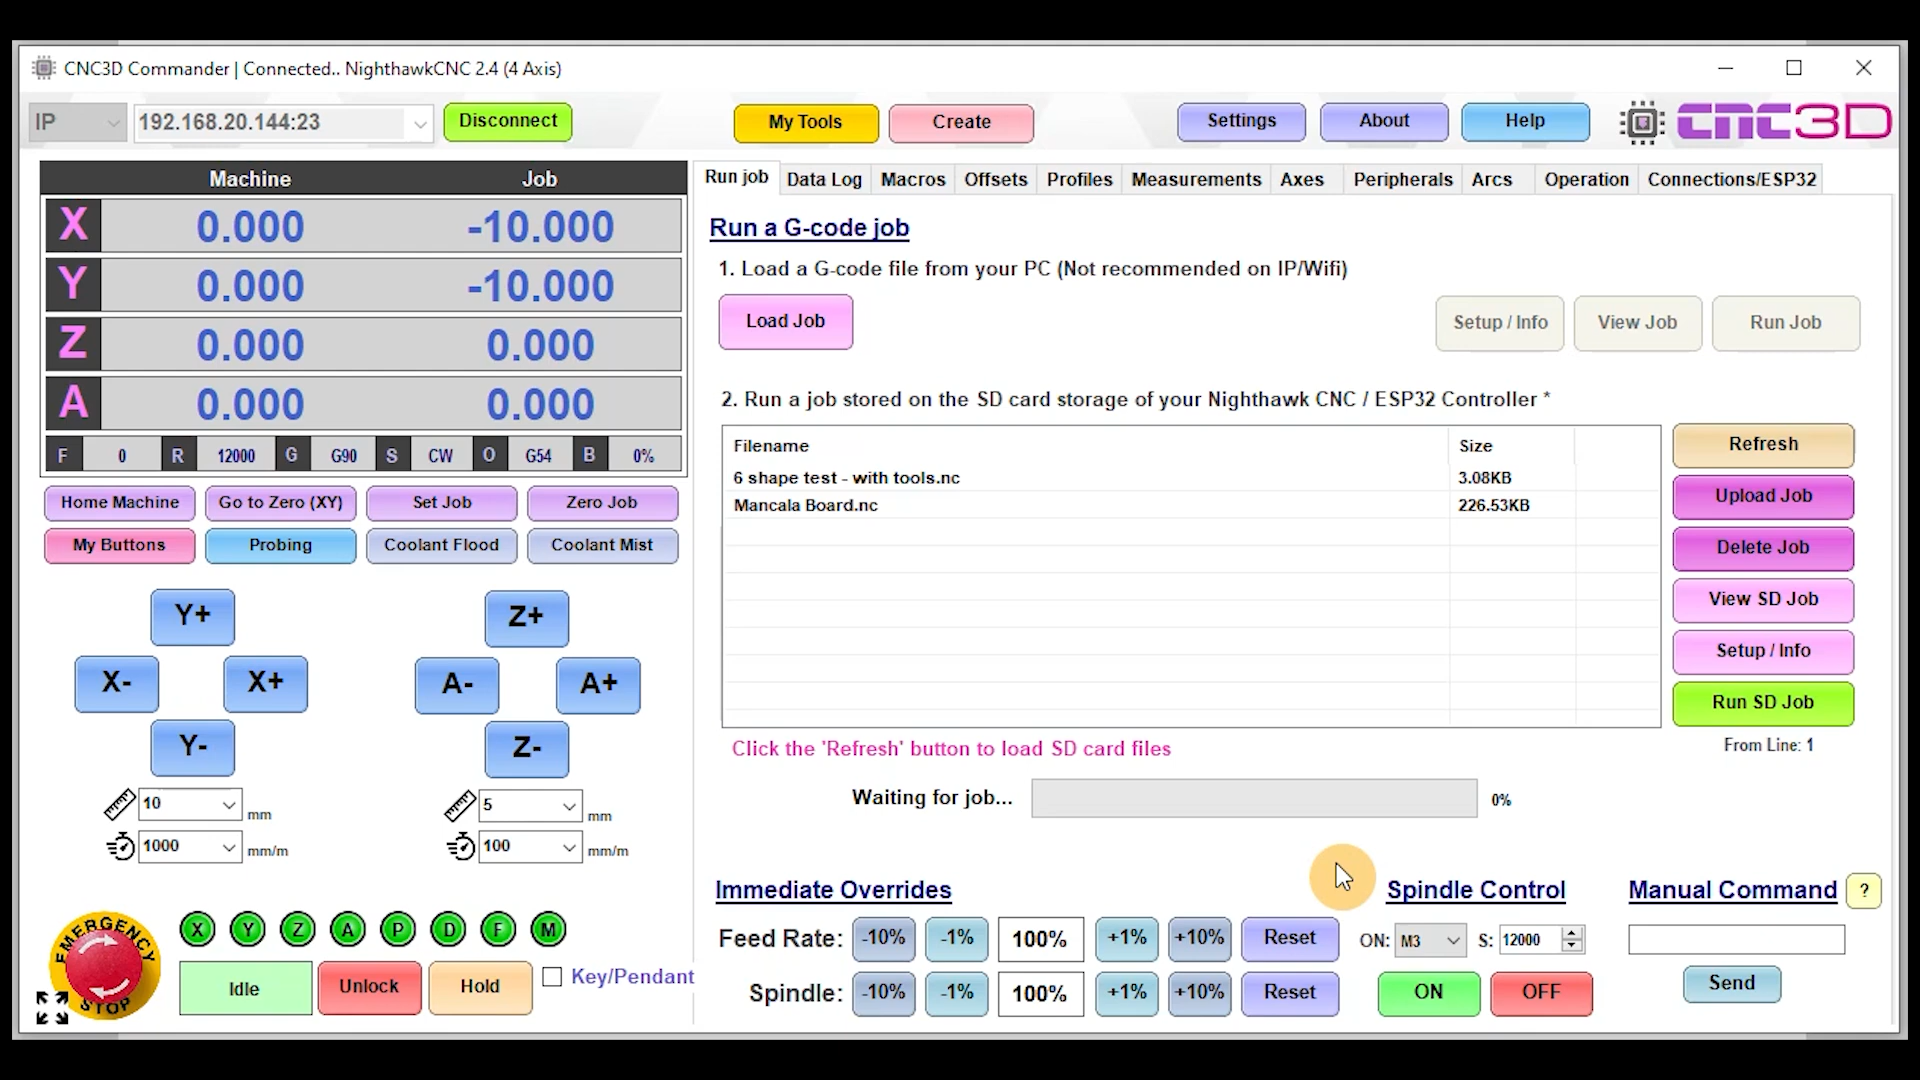 CNC3D Commander | Connected.. NighthawkCNC 2.4 (4 Axis)
IP 192.168.20.144:23 Disconnect My Tools Create Settings About Help CNC3D
Machine Job
X 0.000 -10.000
Y 0.000 -10.000
Z 0.000 0.000
A 0.000 0.000
F 0 R 12000 G G90 S CW O G54 B 0%
Home Machine Go to Zero (XY) Set Job Zero Job
My Buttons Probing Coolant Flood Coolant Mist
Y+ Z+
X- X+ A- A+
Y- Z-
10 mm 5 mm
1000 mm/m 100 mm/m
EMERGENCY STOP
X Y Z A P D F M
Idle Unlock Hold Key/Pendant
Run job Data Log Macros Offsets Profiles Measurements Axes Peripherals Arcs Operation Connections/ESP32
Run a G-code job
1. Load a G-code file from your PC (Not recommended on IP/Wifi)
Load Job Setup / Info View Job Run Job
2. Run a job stored on the SD card storage of your Nighthawk CNC / ESP32 Controller *
Filename Size
6 shape test - with tools.nc 3.08KB
Mancala Board.nc 226.53KB
Refresh
Upload Job
Delete Job
View SD Job
Setup / Info
Run SD Job
From Line: 1
Click the 'Refresh' button to load SD card files
Waiting for job... 0%
Immediate Overrides
Feed Rate: -10% -1% 100% +1% +10% Reset
Spindle: -10% -1% 100% +1% +10% Reset
Spindle Control
ON: M3 S: 12000
ON OFF
Manual Command ?
Send